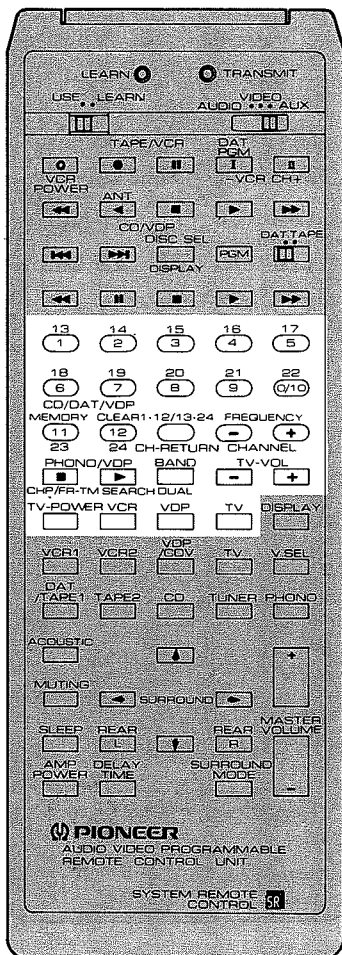 LEARN TRANSMIT
USE LEARN VIDEO
AUDIO AUX
TAPE/VCR DAT
PGM
I II
VCR
POWER VCR CH+
ANT
CD/VDP
DISC SEL DAT TAPE
PGM
DISPLAY
13 14 15 16 17
1 2 3 4 5
18 19 20 21 22
6 7 8 9 0/10
CD/DAT/VDP
MEMORY CLEAR 1·12/13·24 FREQUENCY
11 12 − +
23 24 CH-RETURN CHANNEL
PHONO/VDP BAND TV-VOL
− +
CHP/FR-TM SEARCH DUAL
TV-POWER VCR VDP TV DISPLAY
VCR1 VCR2 VDP
/CDV TV V.SEL
DAT
/TAPE1 TAPE2 CD TUNER PHONO
ACOUSTIC
+
MUTING
SURROUND
MASTER
VOLUME
SLEEP REAR REAR
L R
AMP
POWER DELAY
TIME SURROUND
MODE
−
PIONEER
AUDIO VIDEO PROGRAMMABLE
REMOTE CONTROL UNIT
SYSTEM REMOTE
CONTROL SR